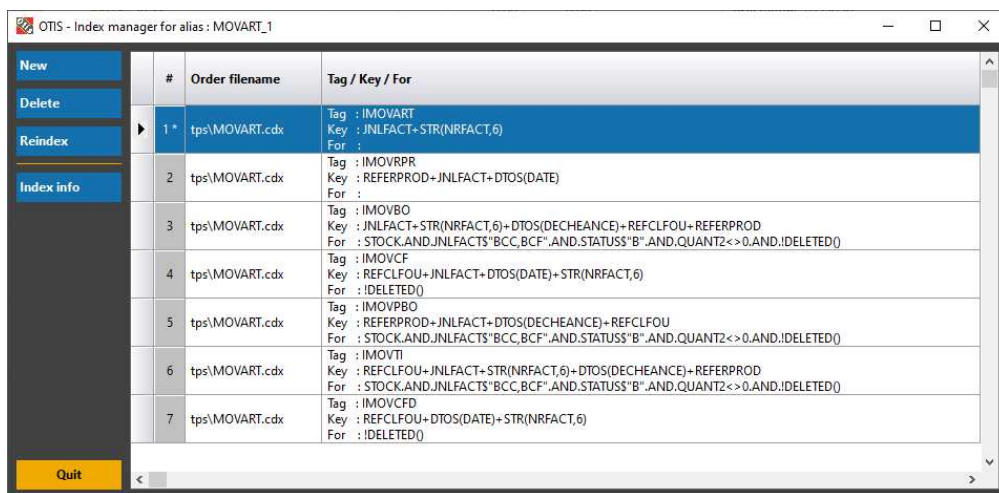 OTIS - Index manager for alias : MOVART_1
New
Delete
Reindex
Index info
Quit
# Order filename Tag / Key / For
1 * tps\MOVART.cdx
Tag : IMOVART
Key : JNLFACT+STR(NRFACT,6)
For :
2 tps\MOVART.cdx
Tag : IMOVRPR
Key : REFERPROD+JNLFACT+DTOS(DATE)
For :
3 tps\MOVART.cdx
Tag : IMOVBO
Key : JNLFACT+STR(NRFACT,6)+DTOS(DECHEANCE)+REFCLFOU+REFERPROD
For : STOCK.AND.JNLFACT$"BCC,BCF".AND.STATUS$"B".AND.QUANT2<>0.AND.!DELETED()
4 tps\MOVART.cdx
Tag : IMOVCF
Key : REFCLFOU+JNLFACT+DTOS(DATE)+STR(NRFACT,6)
For : !DELETED()
5 tps\MOVART.cdx
Tag : IMOVPBO
Key : REFERPROD+JNLFACT+DTOS(DECHEANCE)+REFCLFOU
For : STOCK.AND.JNLFACT$"BCC,BCF".AND.STATUS$"B".AND.QUANT2<>0.AND.!DELETED()
6 tps\MOVART.cdx
Tag : IMOVTI
Key : REFCLFOU+JNLFACT+STR(NRFACT,6)+DTOS(DECHEANCE)+REFERPROD
For : STOCK.AND.JNLFACT$"BCC,BCF".AND.STATUS$"B".AND.QUANT2<>0.AND.!DELETED()
7 tps\MOVART.cdx
Tag : IMOVCFD
Key : REFCLFOU+DTOS(DATE)+STR(NRFACT,6)
For : !DELETED()